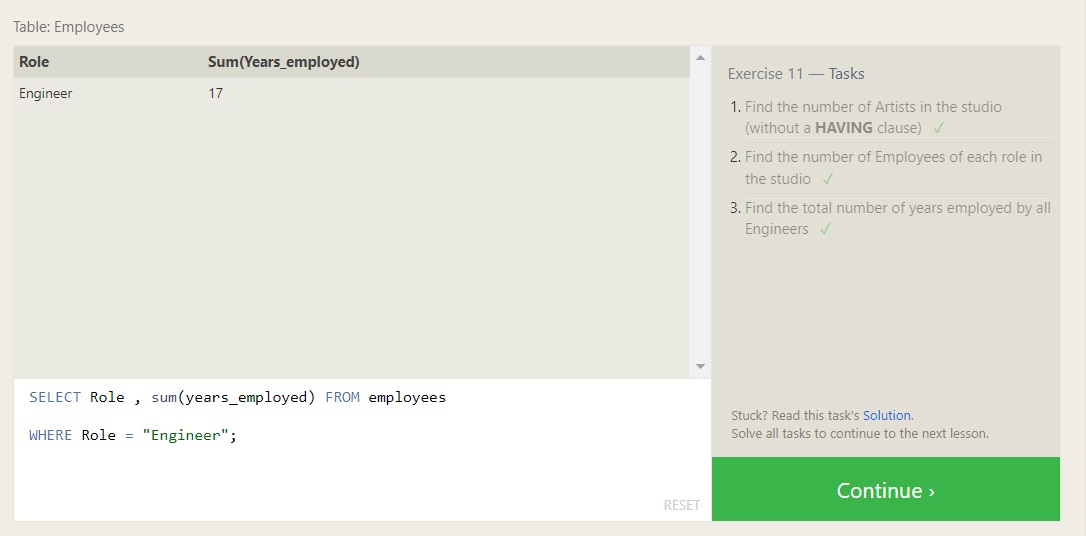 Table: Employees
Role Sum(Years_employed)
Engineer 17
SELECT Role , sum(years_employed) FROM employees
WHERE Role = "Engineer";
RESET
Exercise 11 — Tasks
1. Find the number of Artists in the studio
(without a HAVING clause) ✓
2. Find the number of Employees of each role in
the studio ✓
3. Find the total number of years employed by all
Engineers ✓
Stuck? Read this task's Solution.
Solve all tasks to continue to the next lesson.
Continue ›